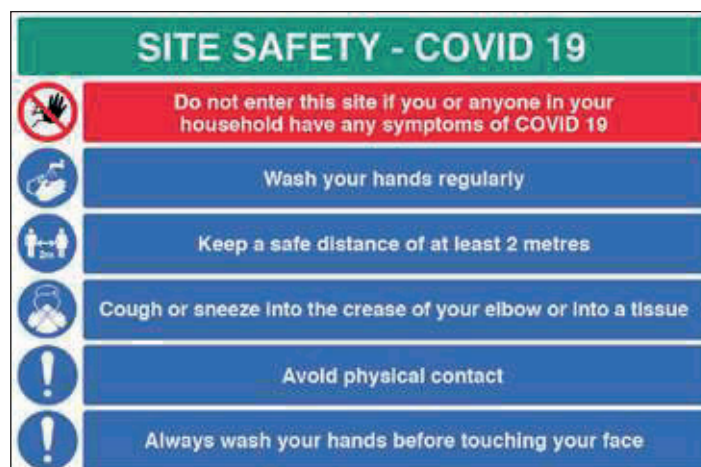 SITE SAFETY - COVID 19
Do not enter this site if you or anyone in your
household have any symptoms of COVID 19
Wash your hands regularly
Keep a safe distance of at least 2 metres
2m
Cough or sneeze into the crease of your elbow or into a tissue
Avoid physical contact
Always wash your hands before touching your face